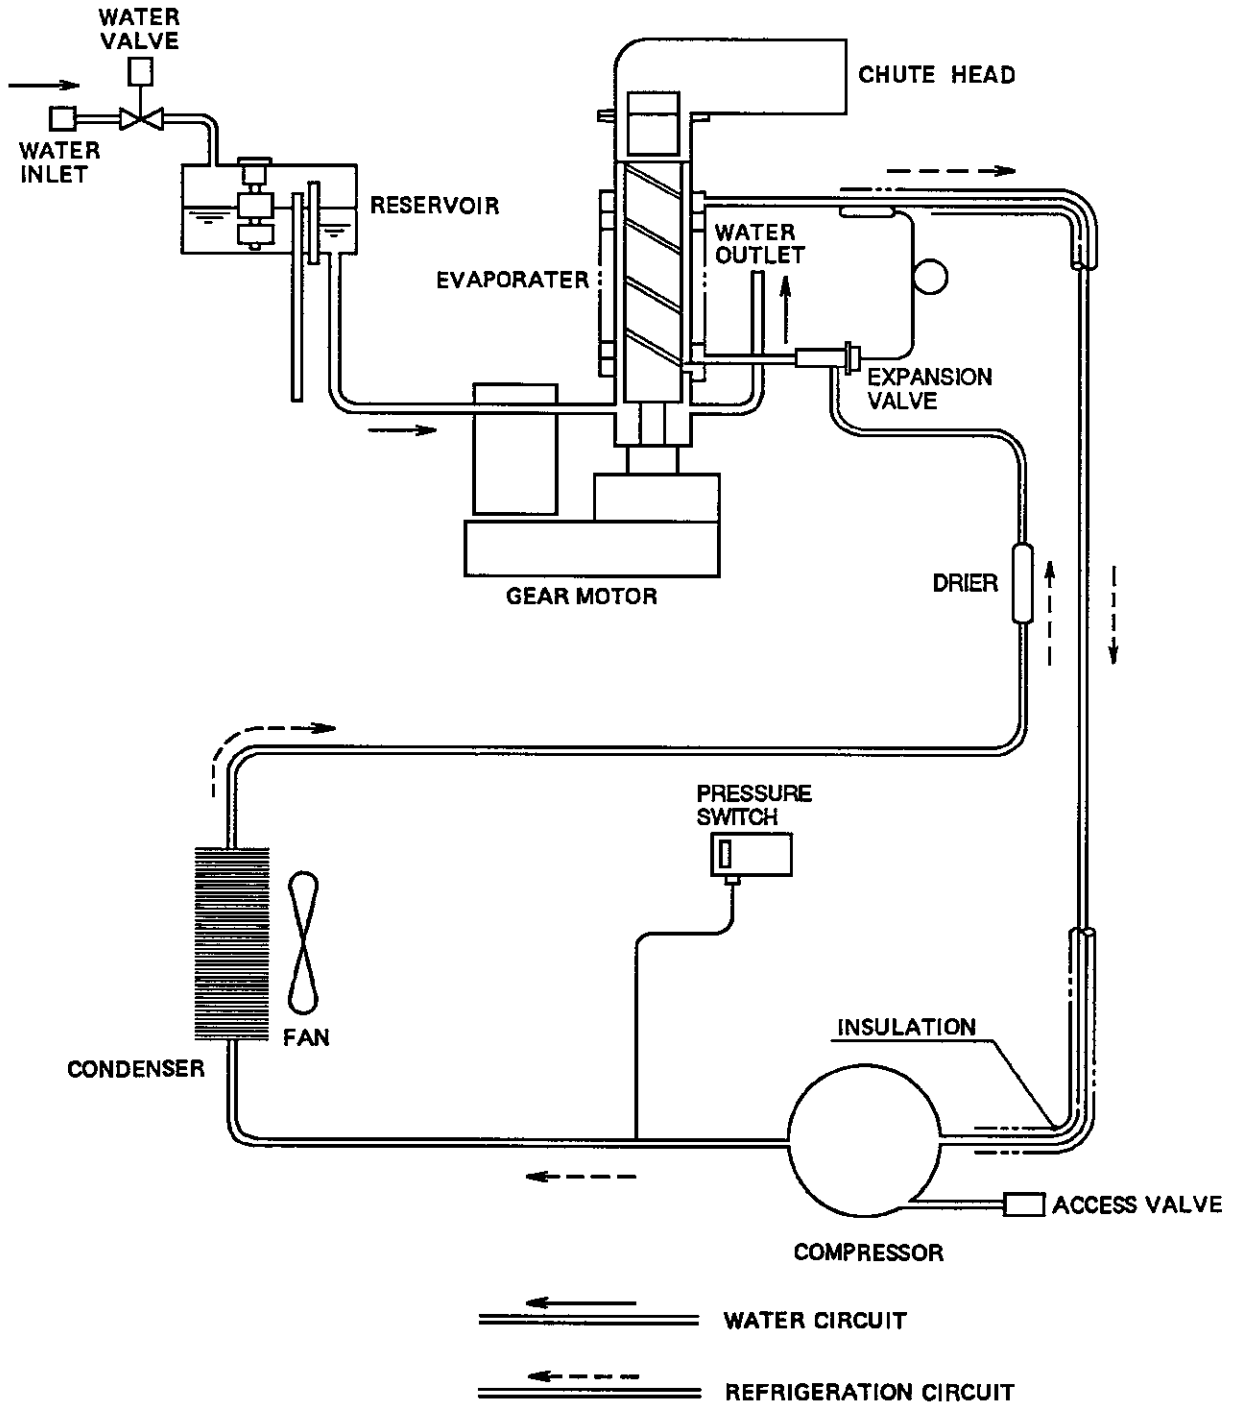 WATER
VALVE
CHUTE HEAD
WATER
INLET
RESERVOIR
WATER
OUTLET
EVAPORATER
EXPANSION
VALVE
DRIER
GEAR MOTOR
PRESSURE
SWITCH
INSULATION
FAN
CONDENSER
ACCESS VALVE
COMPRESSOR
WATER CIRCUIT
REFRIGERATION CIRCUIT